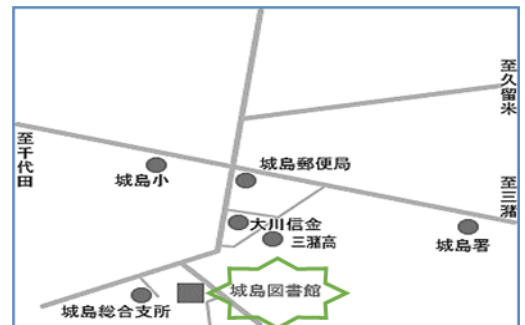 至久留米
至千代田
城島郵便局
城島小
至三潴
大川信金
三潴高
城島署
城島図書館
城島総合支所